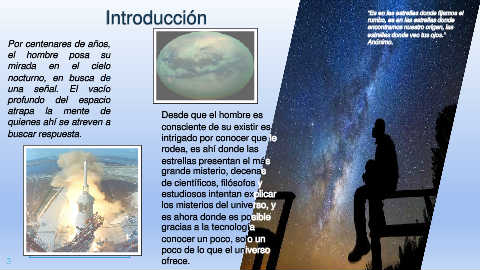 Introducción
Por centenares de años,
el hombre posa su
mirada en el cielo
nocturno, en busca de
una señal. El vacío
profundo del espacio
atrapa la mente de
quienes ahí se atreven a
buscar respuesta.
Desde que el hombre es
consciente de su existir es
intrigado por conocer que le
rodea, es ahí donde las
estrellas presentan el más
grande misterio, decenas
de científicos, filósofos y
estudiosos intentan explicar
los misterios del universo, y
es ahora donde es posible
gracias a la tecnología
conocer un poco, solo un
poco de lo que el universo
ofrece.
"Es en las estrellas donde fijamos el
rumbo, es en las estrellas donde
encontramos nuestro origen, las
estrellas donde veo tus ojos."
Anónimo.
3